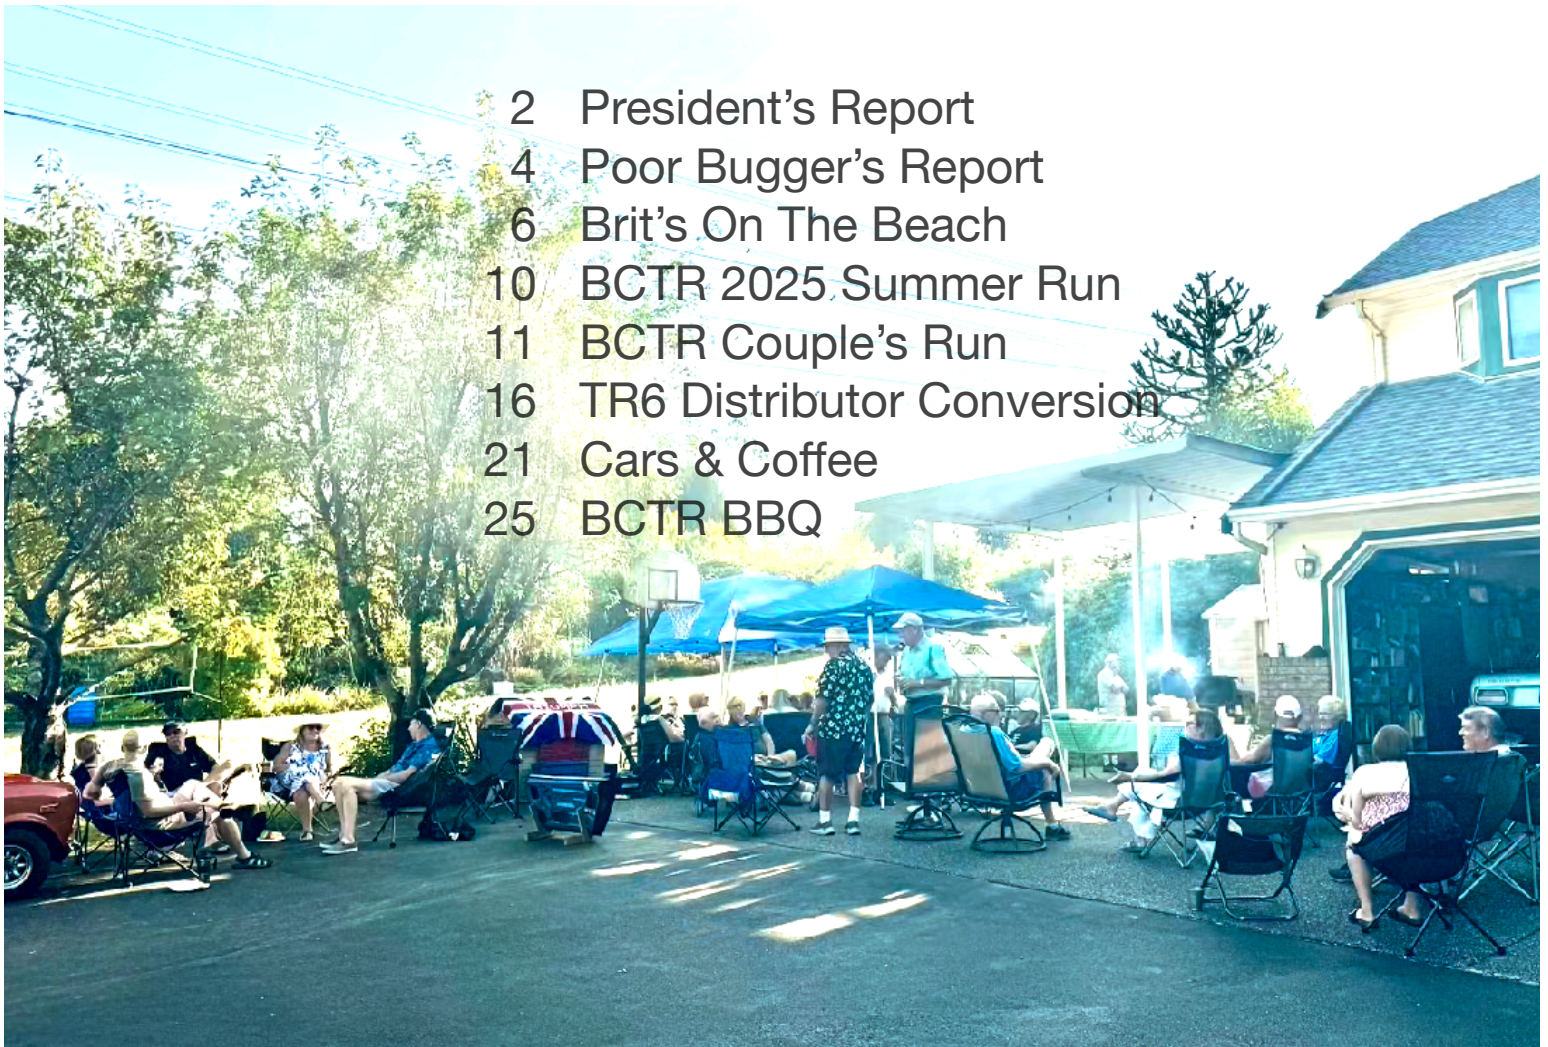 2 President’s Report
4 Poor Bugger’s Report
6 Brit’s On The Beach
10 BCTR 2025 Summer Run
11 BCTR Couple’s Run
16 TR6 Distributor Conversion
21 Cars & Coffee
25 BCTR BBQ